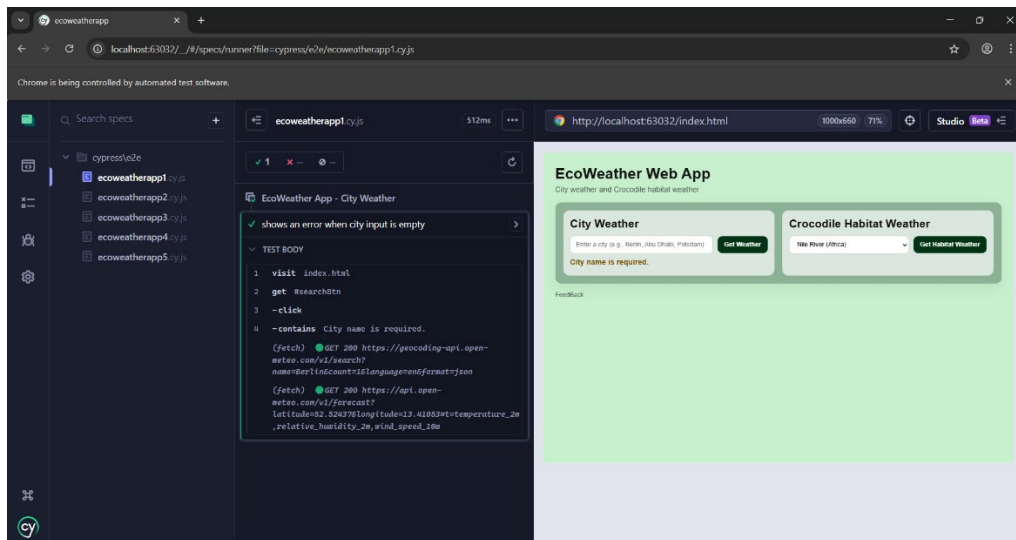 ecoweatherapp
localhost:63032/__/#/specs/runner?file=cypress/e2e/ecoweatherapp1.cy.js
Chrome is being controlled by automated test software.
Search specs
cypress\e2e
ecoweatherapp1.cy.js
ecoweatherapp2.cy.js
ecoweatherapp3.cy.js
ecoweatherapp4.cy.js
ecoweatherapp5.cy.js
cy
ecoweatherapp1.cy.js 512ms
1 -- --
EcoWeather App - City Weather
shows an error when city input is empty
TEST BODY
1 visit index.html
2 get #searchBtn
3 -click
4 -contains City name is required.
(fetch) GET 200 https://geocoding-api.open-
meteo.com/v1/search?
name=Berlin&count=1&language=en&format=json
(fetch) GET 200 https://api.open-
meteo.com/v1/forecast?
latitude=52.52437&longitude=13.41053&t=temperature_2m
,relative_humidity_2m,wind_speed_10m
http://localhost:63032/index.html 1000x660 71% Studio Beta
EcoWeather Web App
City weather and Crocodile habitat weather
City Weather
Enter a city (e.g., Berlin, Abu Dhabi, Potsdam) Get Weather
City name is required.
Crocodile Habitat Weather
Nile River (Africa) Get Habitat Weather
FeedBack